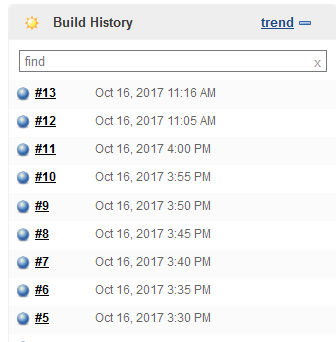 Build History trend
find x
#13 Oct 16, 2017 11:16 AM
#12 Oct 16, 2017 11:05 AM
#11 Oct 16, 2017 4:00 PM
#10 Oct 16, 2017 3:55 PM
#9 Oct 16, 2017 3:50 PM
#8 Oct 16, 2017 3:45 PM
#7 Oct 16, 2017 3:40 PM
#6 Oct 16, 2017 3:35 PM
#5 Oct 16, 2017 3:30 PM